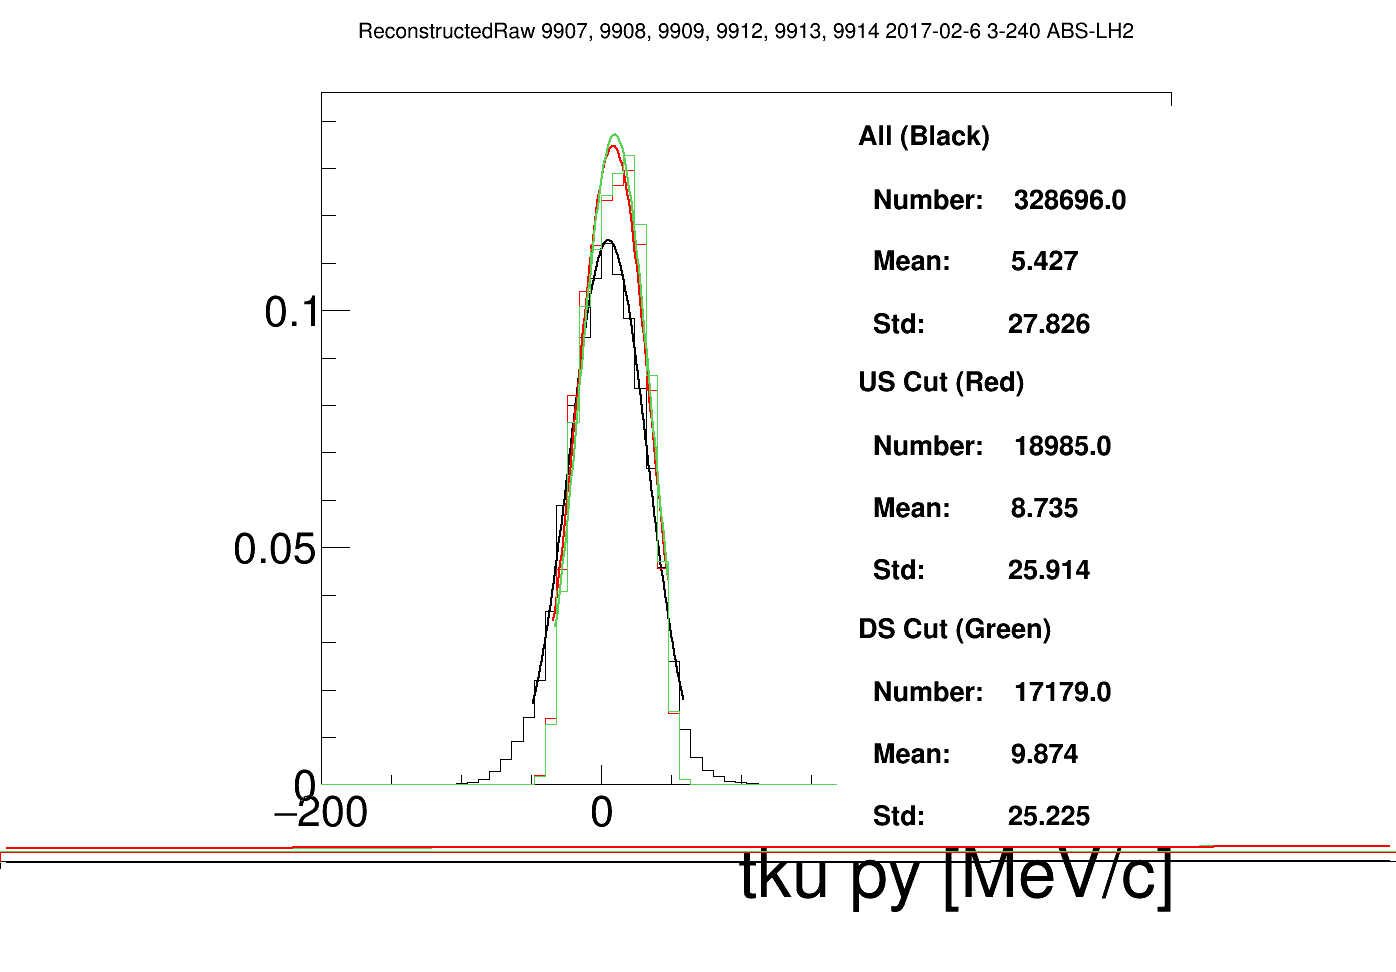 ReconstructedRaw 9907, 9908, 9909, 9912, 9913, 9914 2017-02-6 3-240 ABS-LH2
All (Black)
Number: 328696.0
Mean: 5.427
Std: 27.826
US Cut (Red)
Number: 18985.0
Mean: 8.735
Std: 25.914
DS Cut (Green)
Number: 17179.0
Mean: 9.874
Std: 25.225
0.1
0.05
0
−200 0
tku py [MeV/c]